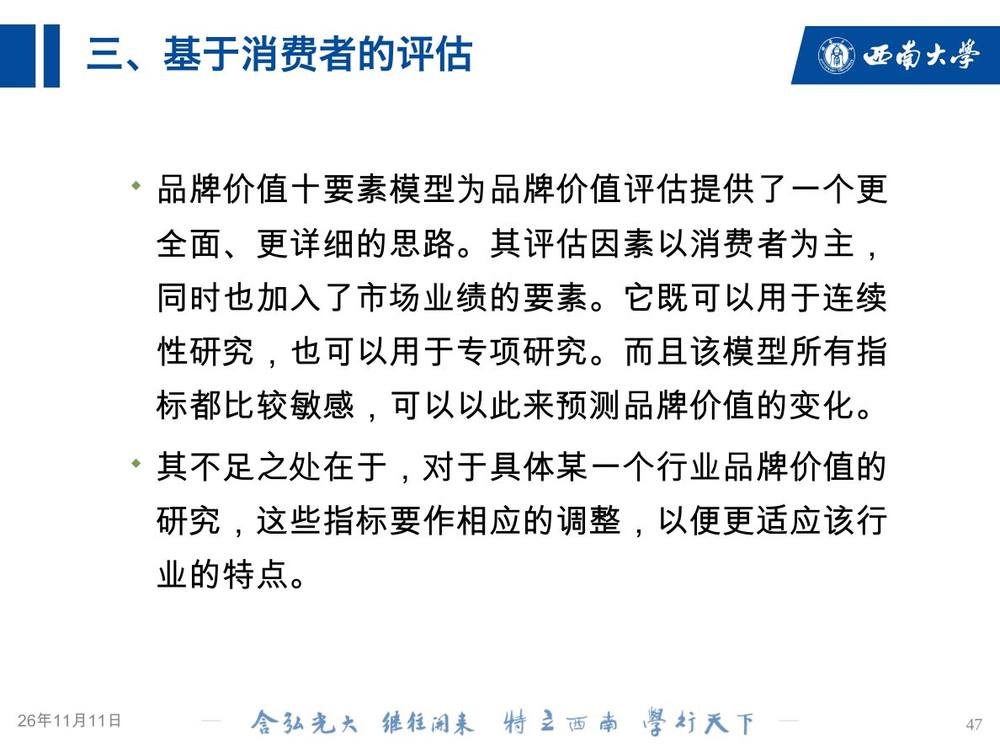 三、基于消费者的评估
西南大学
品牌价值十要素模型为品牌价值评估提供了一个更
全面、更详细的思路。其评估因素以消费者为主，
同时也加入了市场业绩的要素。它既可以用于连续
性研究，也可以用于专项研究。而且该模型所有指
标都比较敏感，可以以此来预测品牌价值的变化。
其不足之处在于，对于具体某一个行业品牌价值的
研究，这些指标要作相应的调整，以便更适应该行
业的特点。
26年11月11日
含弘光大 继往开来 特立西南 学行天下
47